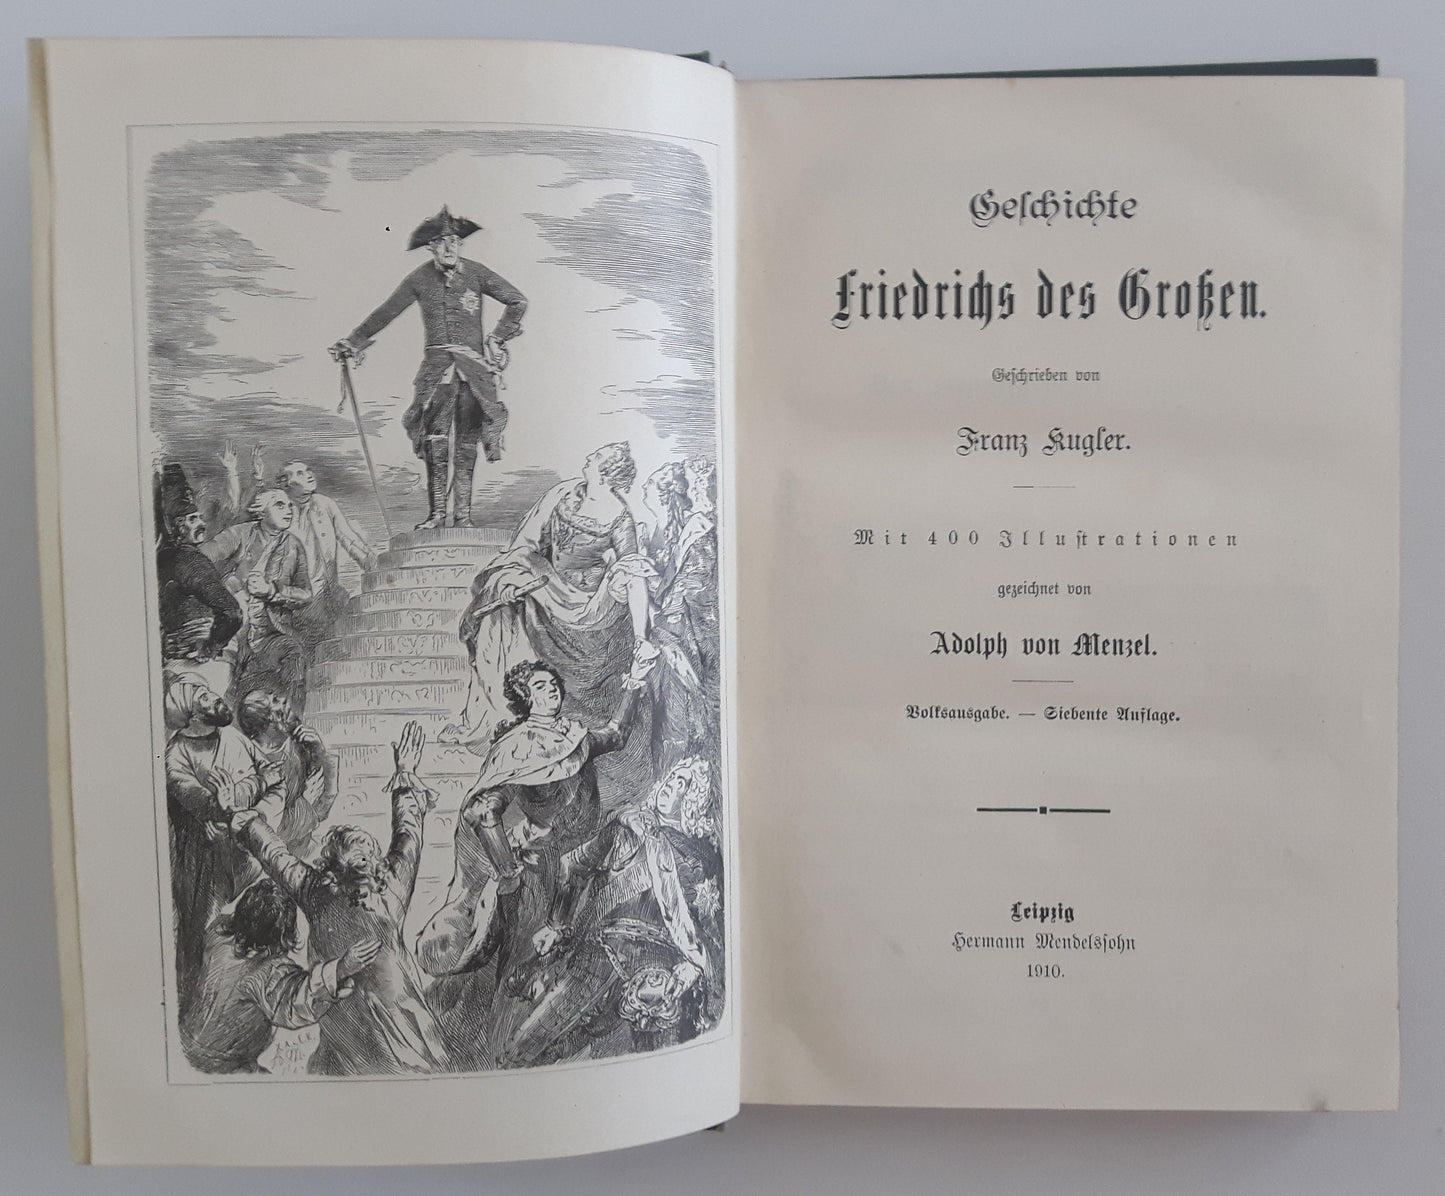 Geschichte
Friedrichs des Großen.
Geschrieben von
Franz Kugler.
Mit 400 Illustrationen
gezeichnet von
Adolph von Menzel.
Volksausgabe. — Siebente Auflage.
Leipzig
Hermann Mendelssohn
1910.